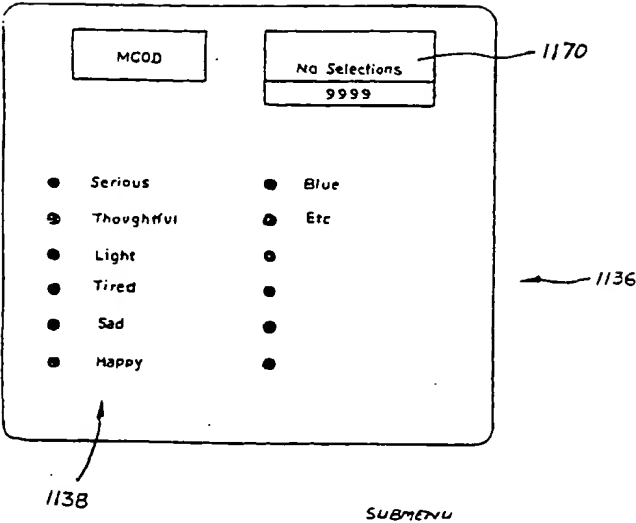 MOOD
No Selections
9999
1170
Serious
Thoughtful
Light
Tired
Sad
Happy
Blue
Etc
1136
1138
SUBMENU